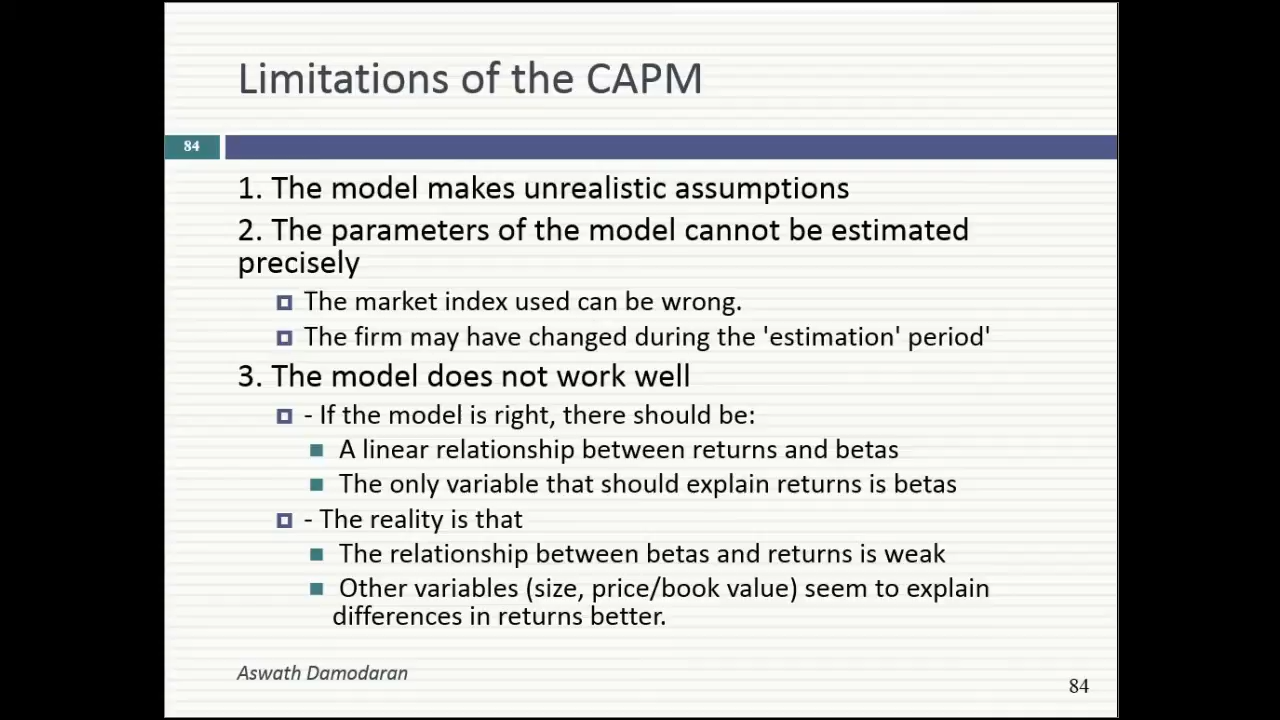 Limitations of the CAPM
84
1. The model makes unrealistic assumptions
2. The parameters of the model cannot be estimated
precisely
The market index used can be wrong.
The firm may have changed during the 'estimation' period'
3. The model does not work well
- If the model is right, there should be:
A linear relationship between returns and betas
The only variable that should explain returns is betas
- The reality is that
The relationship between betas and returns is weak
Other variables (size, price/book value) seem to explain
differences in returns better.
Aswath Damodaran
84